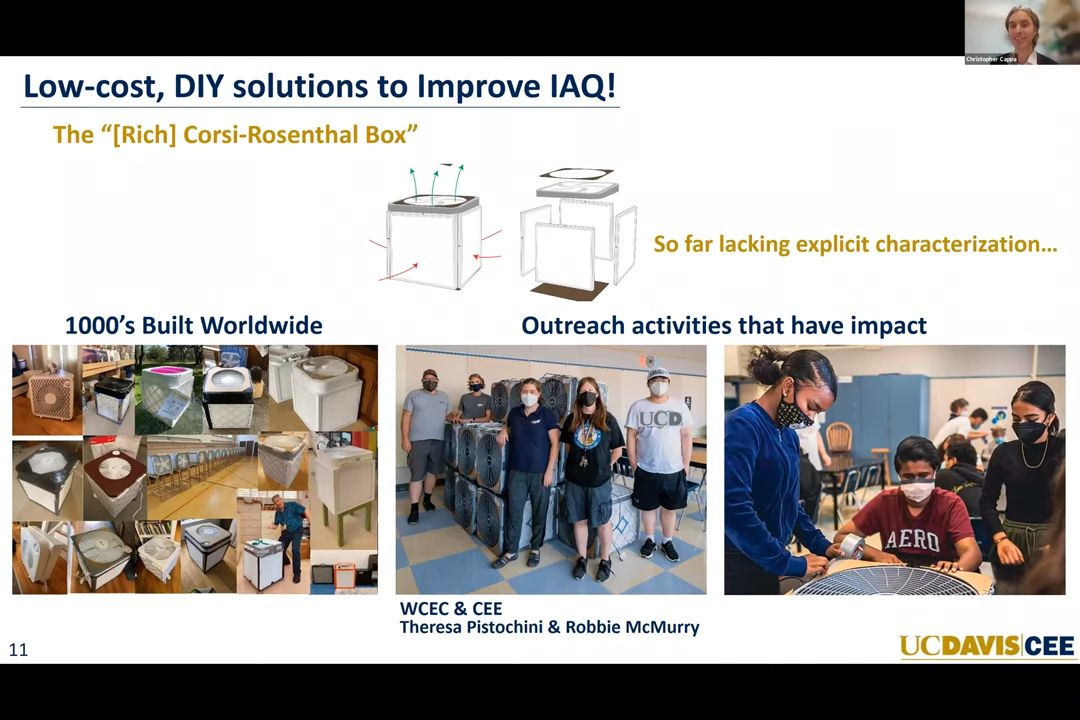 Christopher Cappa
Low-cost, DIY solutions to Improve IAQ!
The “[Rich] Corsi-Rosenthal Box”
So far lacking explicit characterization…
1000’s Built Worldwide
Outreach activities that have impact
UCD
AERO
WCEC & CEE
Theresa Pistochini & Robbie McMurry
11
UCDAVIS|CEE